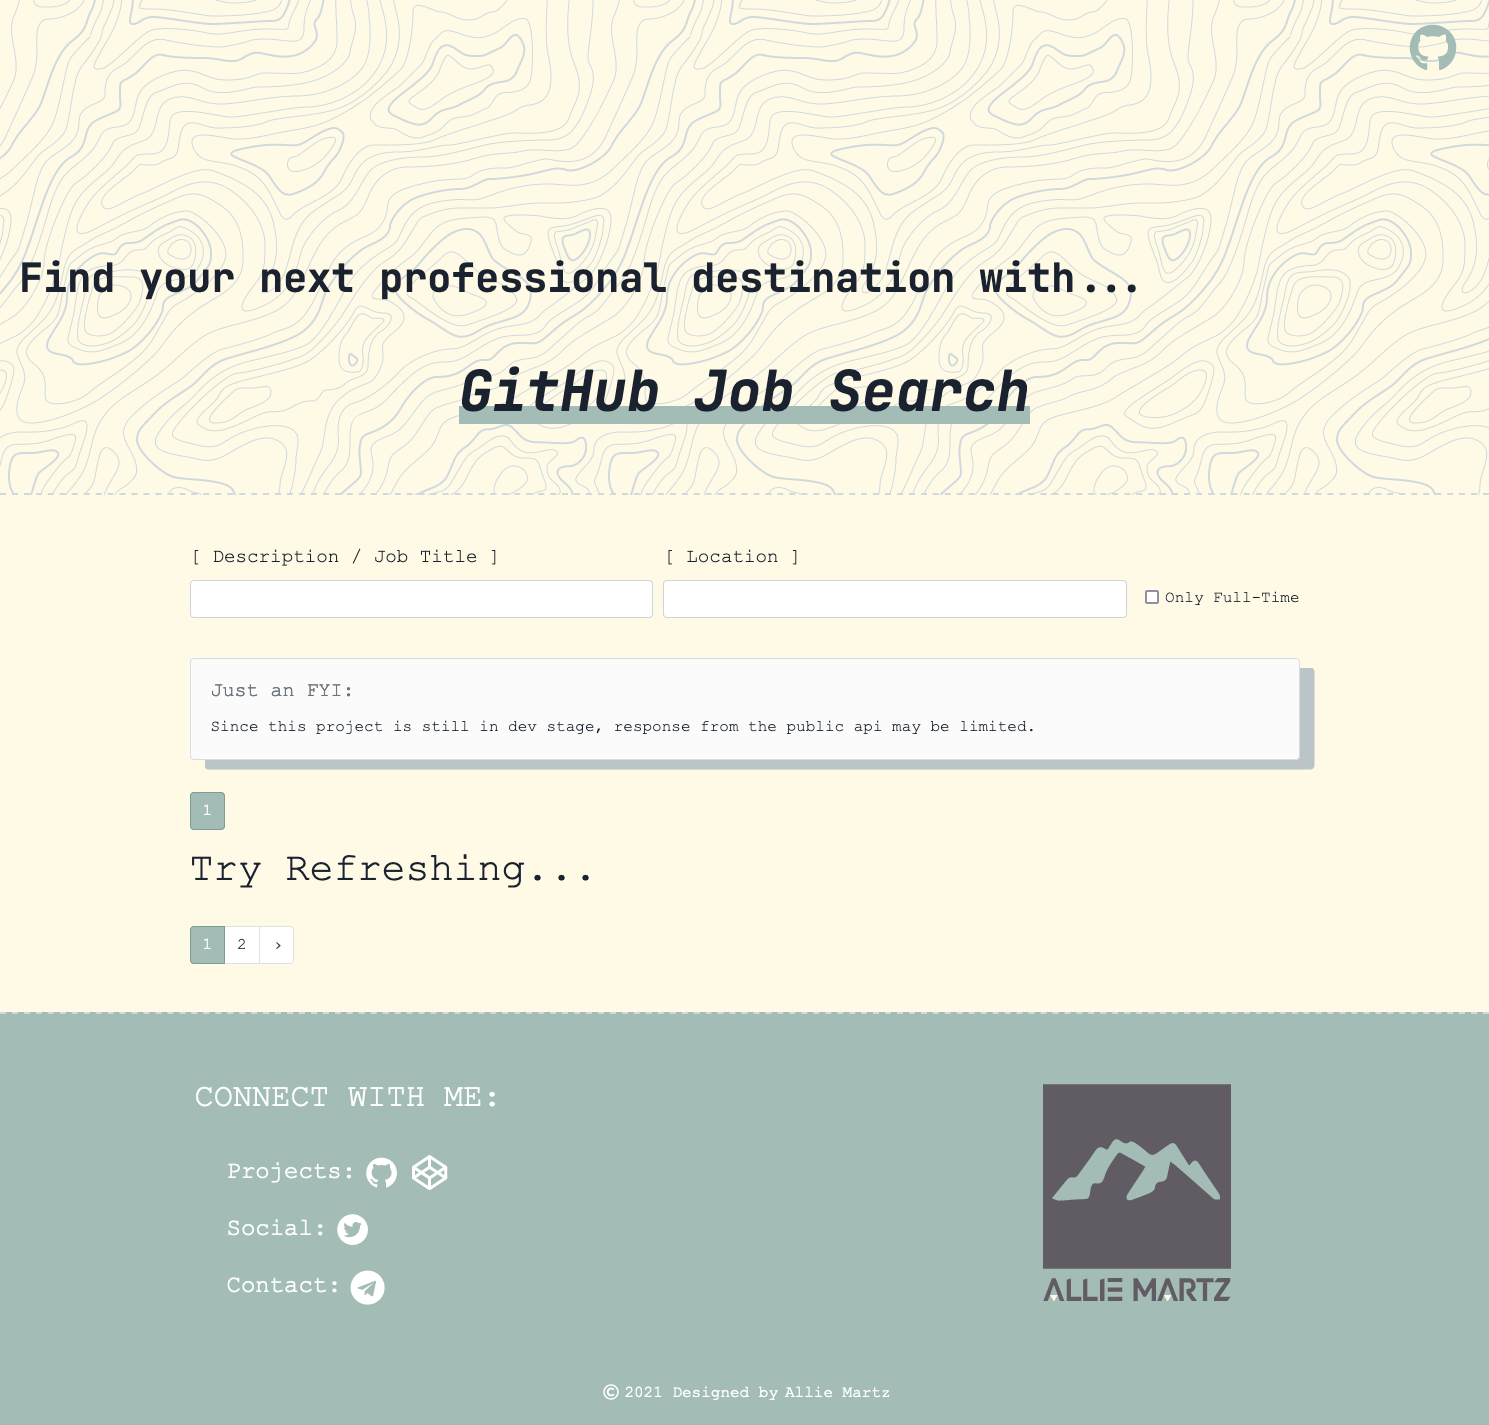 Find your next professional destination with...
GitHub Job Search
[ Description / Job Title ]
[ Location ]
Only Full-Time
Just an FYI:
Since this project is still in dev stage, response from the public api may be limited.
1
Try Refreshing...
1 2 ›
CONNECT WITH ME:
Projects:
Social:
Contact:
ALLIE MARTZ
© 2021 Designed by Allie Martz